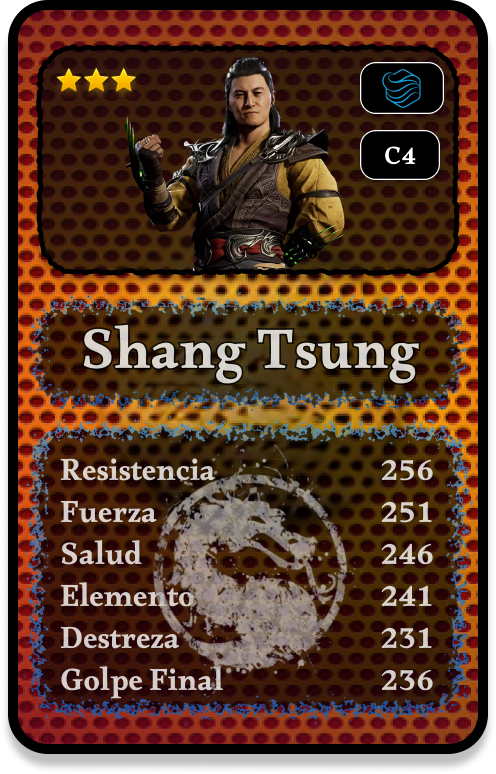 C4
Shang Tsung
Resistencia 256
Fuerza 251
Salud 246
Elemento 241
Destreza 231
Golpe Final 236